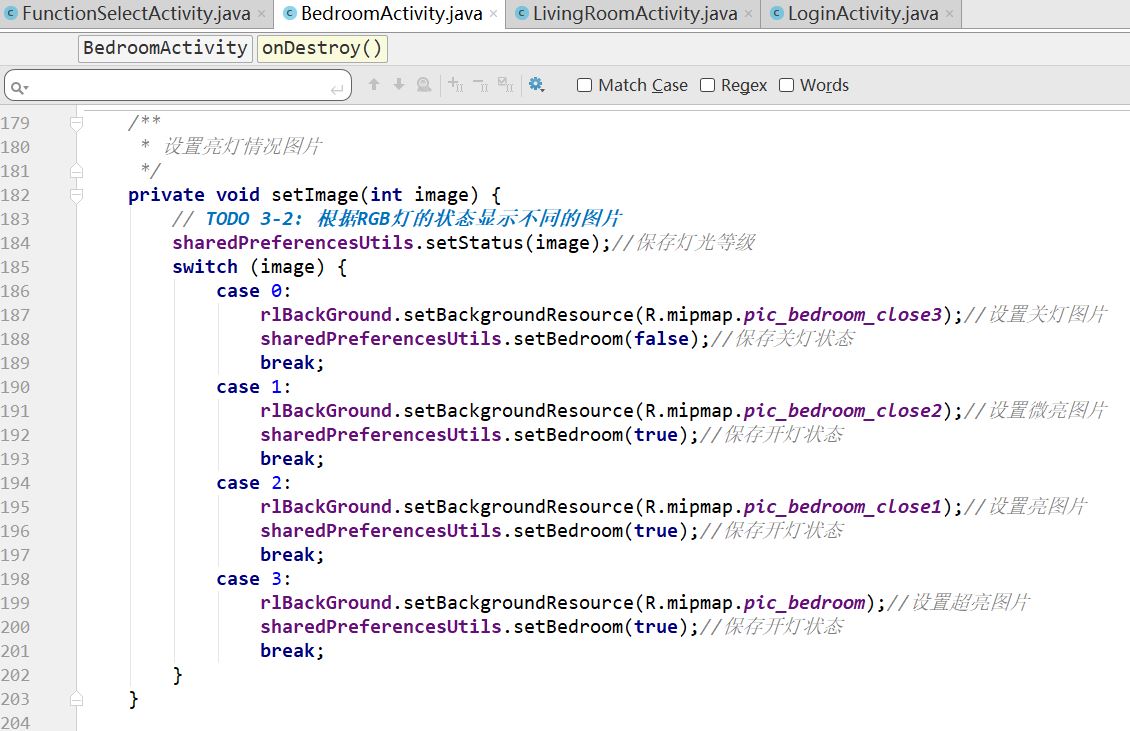 FunctionSelectActivity.java BedroomActivity.java LivingRoomActivity.java LoginActivity.java
BedroomActivity onDestroy()
Match Case Regex Words
179 /**
180 * 设置亮灯情况图片
181 */
182 private void setImage(int image) {
183 // TODO 3-2: 根据RGB灯的状态显示不同的图片
184 sharedPreferencesUtils.setStatus(image);//保存灯光等级
185 switch (image) {
186 case 0:
187 rlBackGround.setBackgroundResource(R.mipmap.pic_bedroom_close3);//设置关灯图片
188 sharedPreferencesUtils.setBedroom(false);//保存关灯状态
189 break;
190 case 1:
191 rlBackGround.setBackgroundResource(R.mipmap.pic_bedroom_close2);//设置微亮图片
192 sharedPreferencesUtils.setBedroom(true);//保存开灯状态
193 break;
194 case 2:
195 rlBackGround.setBackgroundResource(R.mipmap.pic_bedroom_close1);//设置亮图片
196 sharedPreferencesUtils.setBedroom(true);//保存开灯状态
197 break;
198 case 3:
199 rlBackGround.setBackgroundResource(R.mipmap.pic_bedroom);//设置超亮图片
200 sharedPreferencesUtils.setBedroom(true);//保存开灯状态
201 break;
202 }
203 }
204